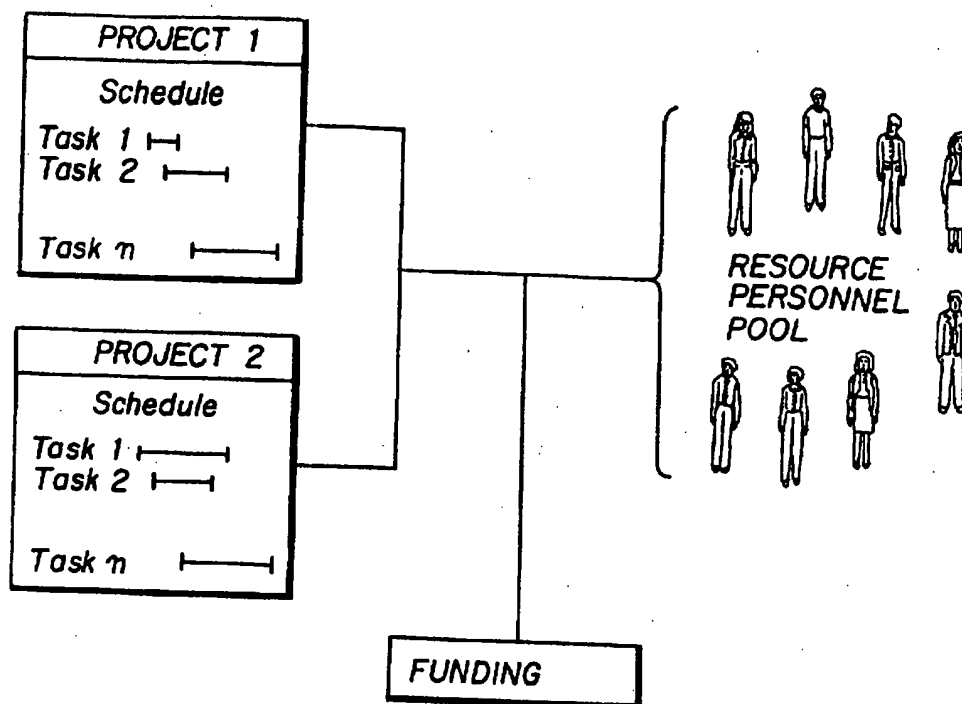 PROJECT 1
Schedule
Task 1
Task 2
Task n
PROJECT 2
Schedule
Task 1
Task 2
Task n
RESOURCE
PERSONNEL
POOL
FUNDING